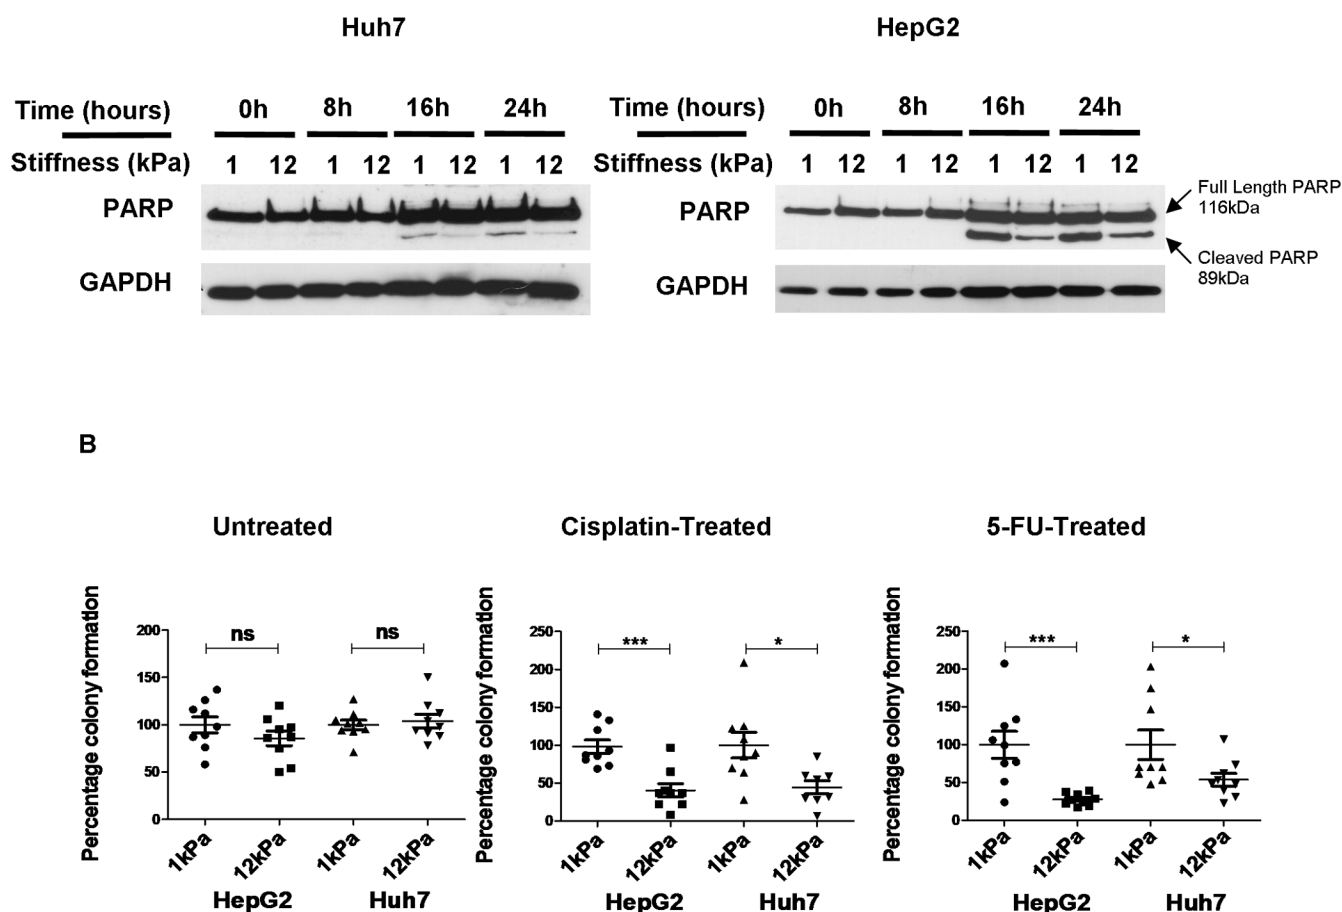 Huh7
HepG2
Time (hours) 0h 8h 16h 24h
Time (hours) 0h 8h 16h 24h
Stiffness (kPa) 1 12 1 12 1 12 1 12
Stiffness (kPa) 1 12 1 12 1 12 1 12
PARP
PARP
Full Length PARP
116kDa
Cleaved PARP
89kDa
GAPDH
GAPDH
B
Untreated
Percentage colony formation
200
150
100
50
0
ns
ns
1kPa
12kPa
1kPa
12kPa
HepG2
Huh7
Cisplatin-Treated
Percentage colony formation
250
200
150
100
50
0
***
*
1kPa
12kPa
1kPa
12kPa
HepG2
Huh7
5-FU-Treated
Percentage colony formation
250
200
150
100
50
0
***
*
1kPa
12kPa
1kPa
12kPa
HepG2
Huh7